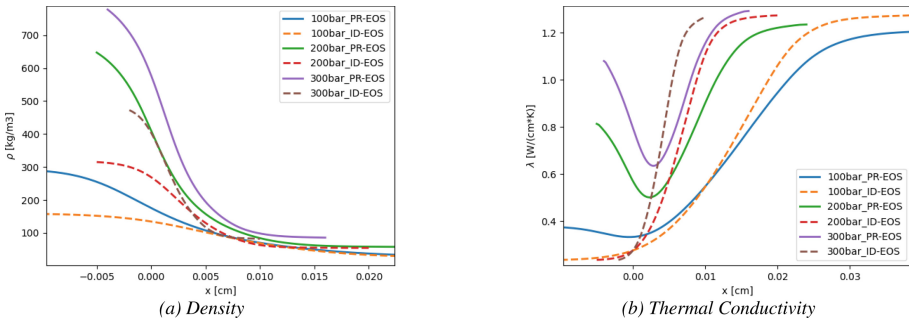 700
600
500
400
300
200
100
ρ [kg/m3]
100bar_PR-EOS
100bar_ID-EOS
200bar_PR-EOS
200bar_ID-EOS
300bar_PR-EOS
300bar_ID-EOS
−0.005 0.000 0.005 0.010 0.015 0.020
x [cm]
(a) Density
1.2
1.0
0.8
0.6
0.4
λ [W/(cm*K)]
100bar_PR-EOS
100bar_ID-EOS
200bar_PR-EOS
200bar_ID-EOS
300bar_PR-EOS
300bar_ID-EOS
0.00 0.01 0.02 0.03
x [cm]
(b) Thermal Conductivity